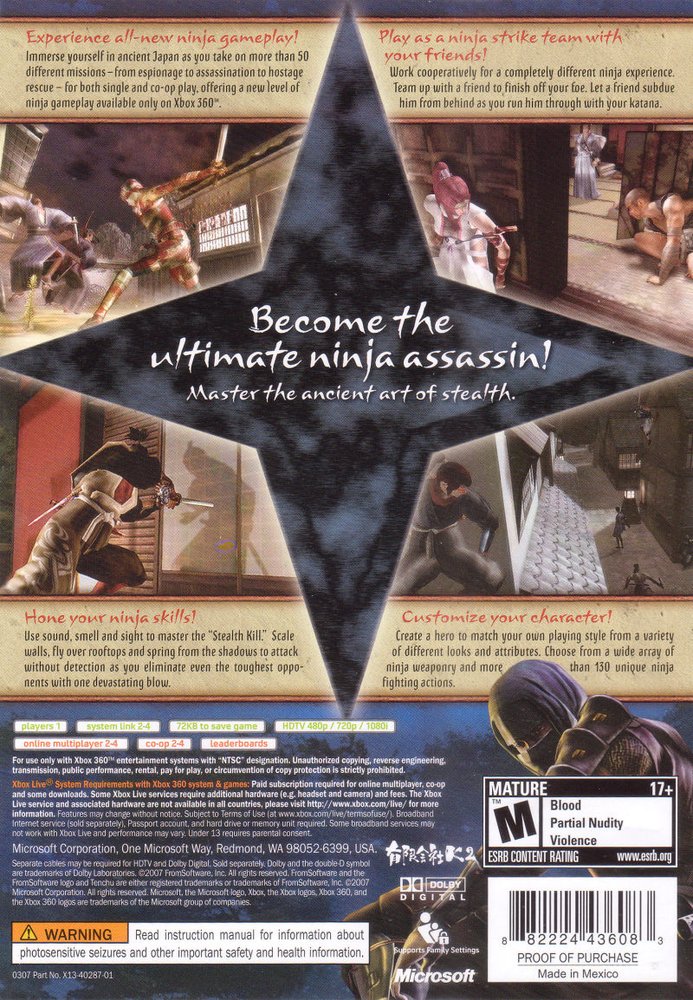 Experience all-new ninja gameplay!
Immerse yourself in ancient Japan as you take on more than 50
different missions – from espionage to assassination to hostage
rescue – for both single and co-op play, offering a new level of
ninja gameplay available only on Xbox 360™.
Play as a ninja strike team with
your friends!
Work cooperatively for a completely different ninja experience.
Team up with a friend to finish off your foe. Let a friend subdue
him from behind as you run him through with your katana.
Become the
ultimate ninja assassin!
Master the ancient art of stealth.
Hone your ninja skills!
Use sound, smell and sight to master the "Stealth Kill." Scale
walls, fly over rooftops and spring from the shadows to attack
without detection as you eliminate even the toughest oppo-
nents with one devastating blow.
Customize your character!
Create a hero to match your own playing style from a variety
of different looks and attributes. Choose from a wide array of
ninja weaponry and more than 130 unique ninja
fighting actions.
players 1 system link 2-4 72KB to save game HDTV 480p / 720p / 1080i
online multiplayer 2-4 co-op 2-4 leaderboards
For use only with Xbox 360™ entertainment systems with "NTSC" designation. Unauthorized copying, reverse engineering,
transmission, public performance, rental, pay for play, or circumvention of copy protection is strictly prohibited.
Xbox Live® System Requirements with Xbox 360 system & games: Paid subscription required for online multiplayer, co-op
and some downloads. Some Xbox Live services require additional hardware (e.g. headset and camera) and fees. The Xbox
Live service and associated hardware are not available in all countries, please visit http://www.xbox.com/live/ for more
information. Features may change without notice. Subject to Terms of Use (at www.xbox.com/live/termsofuse/). Broadband
Internet service (sold separately), Passport account, and hard drive or memory unit required. Some broadband services may
not work with Xbox Live and performance may vary. Under 13 requires parental consent.
Microsoft Corporation, One Microsoft Way, Redmond, WA 98052-6399, USA.
Separate cables may be required for HDTV and Dolby Digital. Sold separately. Dolby and the double-D symbol
are trademarks of Dolby Laboratories. ©2007 FromSoftware, Inc. All rights reserved. FromSoftware and the
FromSoftware logo and Tenchu are either registered trademarks or trademarks of FromSoftware, Inc. ©2007
Microsoft Corporation. All rights reserved. Microsoft, the Microsoft logo, Xbox, the Xbox logos, Xbox 360, and
the Xbox 360 logos are trademarks of the Microsoft group of companies.
有限会社K2
DOLBY
DIGITAL
MATURE 17+
™
M
Blood
Partial Nudity
Violence
ESRB CONTENT RATING www.esrb.org
WARNING Read instruction manual for information about
photosensitive seizures and other important safety and health information.
0307 Part No. X13-40287-01
Supports Family Settings
Microsoft
8 82224 43608 3
PROOF OF PURCHASE
Made in Mexico